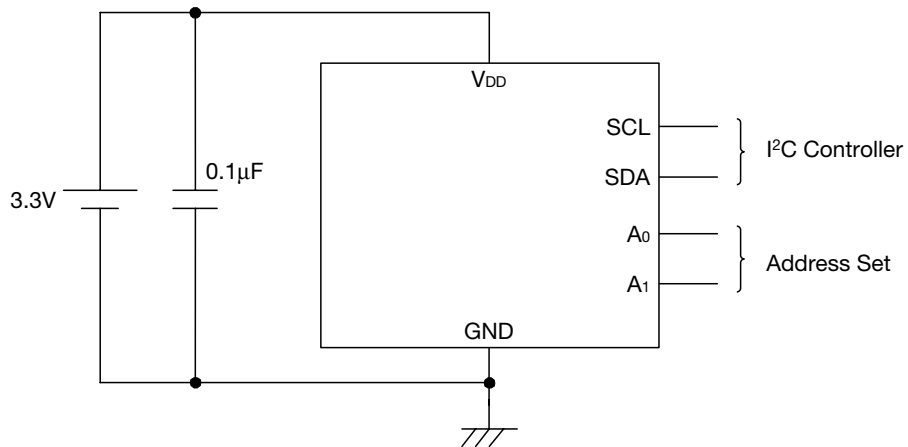 VDD
SCL
I²C Controller
0.1μF
SDA
3.3V
A0
Address Set
A1
GND